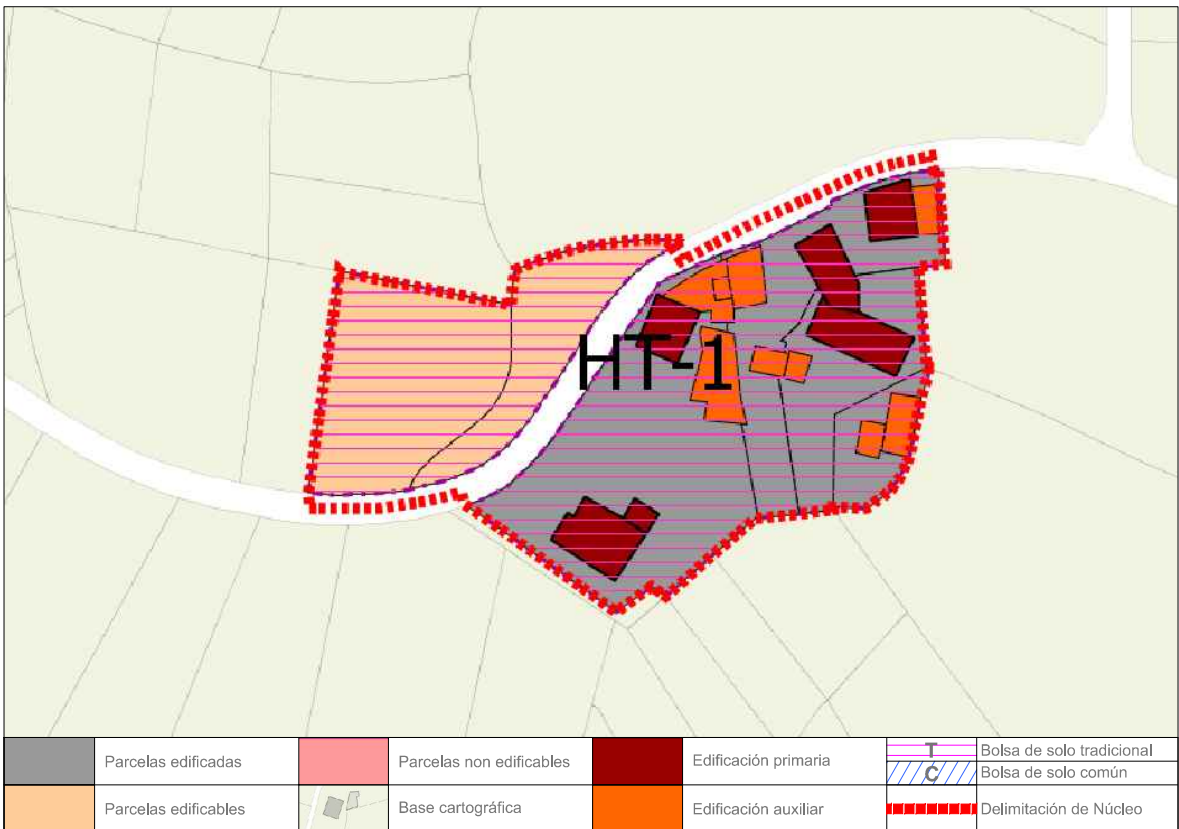 HT-1
Parcelas edificadas
Parcelas non edificables
Edificación primaria
T
Bolsa de solo tradicional
C
Bolsa de solo común
Parcelas edificables
Base cartográfica
Edificación auxiliar
Delimitación de Núcleo